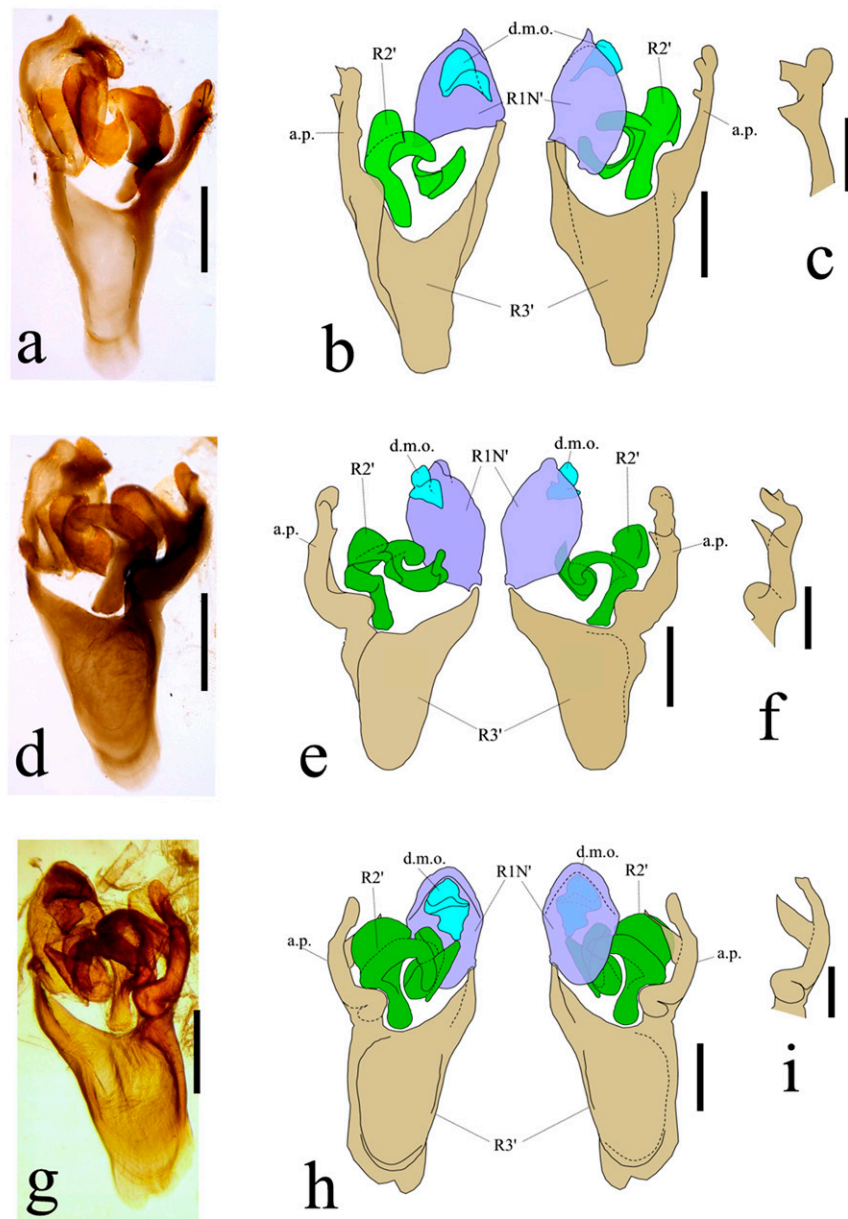 d.m.o.
R2'
R2'
R1N'
a.p.
a.p.
R3'
a
b
c
d.m.o.
d.m.o.
R1N'
R2'
R2'
a.p.
a.p.
R3'
d
e
f
d.m.o.
d.m.o.
R1N'
R2'
R2'
a.p.
a.p.
R3'
g
h
i